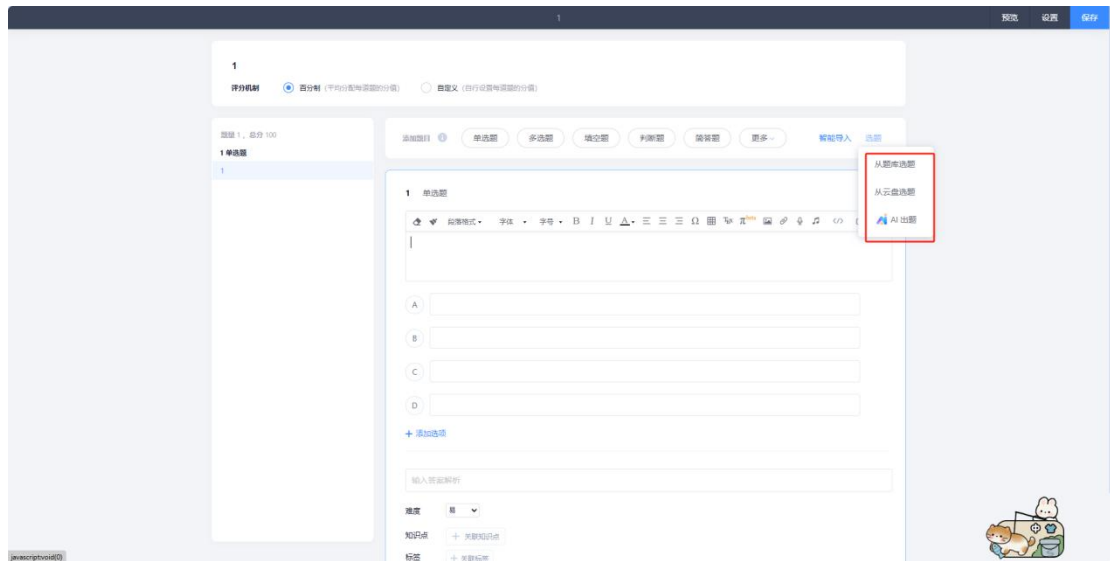 1
预览 设置 保存
1
评分机制 百分制 (平均分配每道题的分值) 自定义 (自行设置每道题的分值)
题量 1, 总分 100
1 单选题
1
添加题目 单选题 多选题 填空题 判断题 简答题 更多 智能导入 选题
从题库选题
从云盘选题
AI 出题
1 单选题
段落格式 字体 字号 B I U A Ω
A
B
C
D
+ 添加选项
输入答案解析
难度 易
知识点 + 关联知识点
标签 + 关联标签
javascript:void(0)